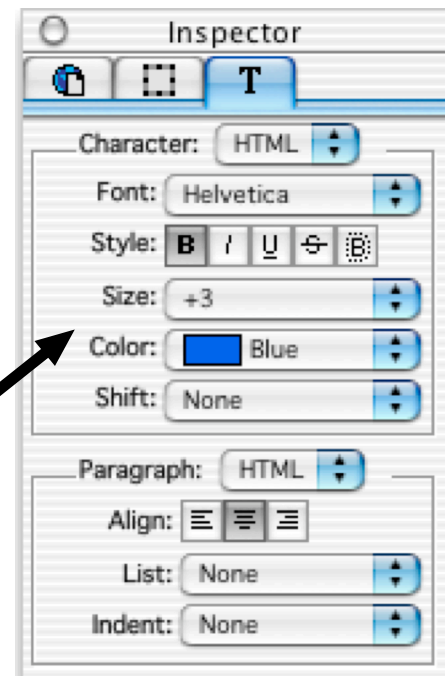 Inspector
T
Character: HTML
Font: Helvetica
Style: B I U S B
Size: +3
Color: Blue
Shift: None
Paragraph: HTML
Align:
List: None
Indent: None